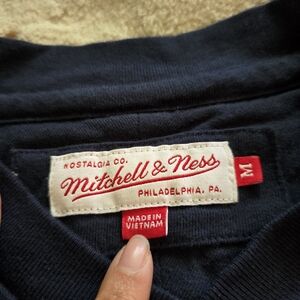 NOSTALGIA CO.
Mitchell & Ness
PHILADELPHIA, PA.
M
MADE IN
VIETNAM